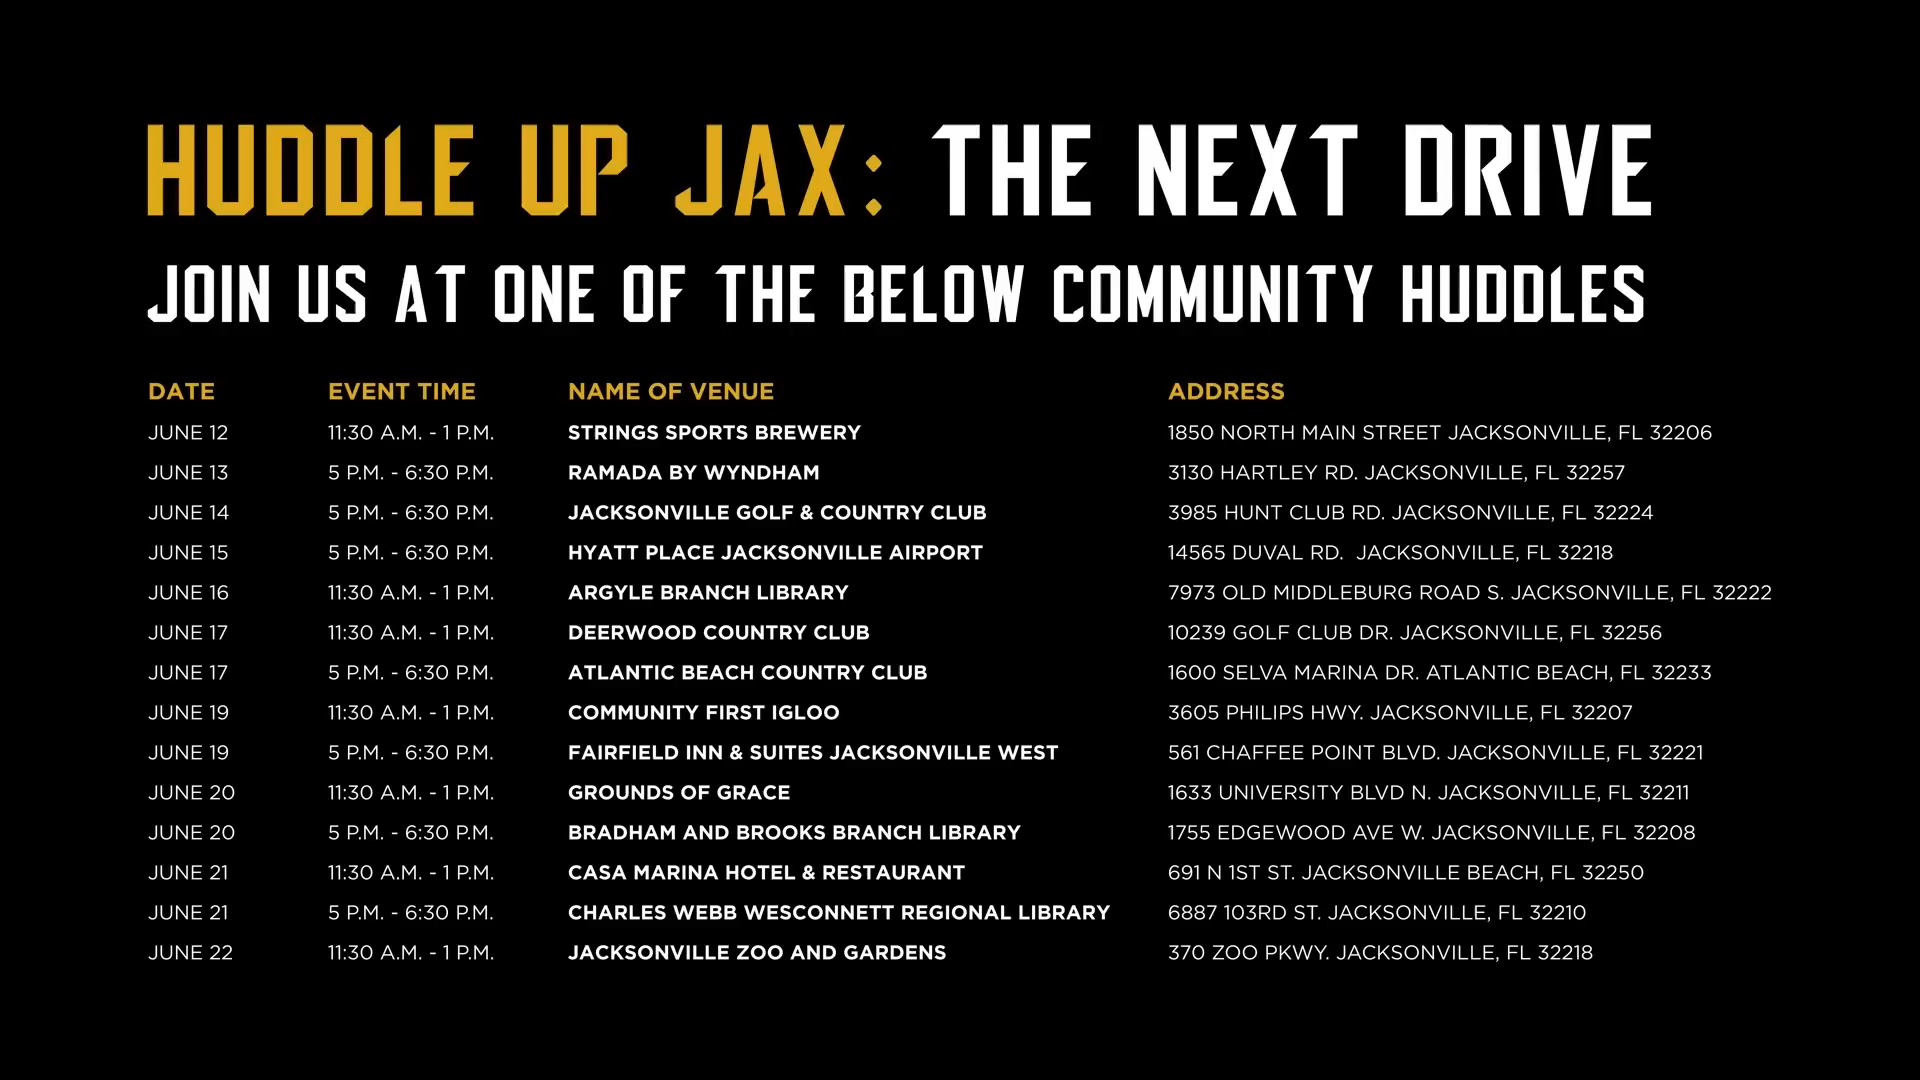 HUDDLE UP JAX: THE NEXT DRIVE
JOIN US AT ONE OF THE BELOW COMMUNITY HUDDLES
DATE EVENT TIME NAME OF VENUE ADDRESS
JUNE 12 11:30 A.M. - 1 P.M. STRINGS SPORTS BREWERY 1850 NORTH MAIN STREET JACKSONVILLE, FL 32206
JUNE 13 5 P.M. - 6:30 P.M. RAMADA BY WYNDHAM 3130 HARTLEY RD. JACKSONVILLE, FL 32257
JUNE 14 5 P.M. - 6:30 P.M. JACKSONVILLE GOLF & COUNTRY CLUB 3985 HUNT CLUB RD. JACKSONVILLE, FL 32224
JUNE 15 5 P.M. - 6:30 P.M. HYATT PLACE JACKSONVILLE AIRPORT 14565 DUVAL RD. JACKSONVILLE, FL 32218
JUNE 16 11:30 A.M. - 1 P.M. ARGYLE BRANCH LIBRARY 7973 OLD MIDDLEBURG ROAD S. JACKSONVILLE, FL 32222
JUNE 17 11:30 A.M. - 1 P.M. DEERWOOD COUNTRY CLUB 10239 GOLF CLUB DR. JACKSONVILLE, FL 32256
JUNE 17 5 P.M. - 6:30 P.M. ATLANTIC BEACH COUNTRY CLUB 1600 SELVA MARINA DR. ATLANTIC BEACH, FL 32233
JUNE 19 11:30 A.M. - 1 P.M. COMMUNITY FIRST IGLOO 3605 PHILIPS HWY. JACKSONVILLE, FL 32207
JUNE 19 5 P.M. - 6:30 P.M. FAIRFIELD INN & SUITES JACKSONVILLE WEST 561 CHAFFEE POINT BLVD. JACKSONVILLE, FL 32221
JUNE 20 11:30 A.M. - 1 P.M. GROUNDS OF GRACE 1633 UNIVERSITY BLVD N. JACKSONVILLE, FL 32211
JUNE 20 5 P.M. - 6:30 P.M. BRADHAM AND BROOKS BRANCH LIBRARY 1755 EDGEWOOD AVE W. JACKSONVILLE, FL 32208
JUNE 21 11:30 A.M. - 1 P.M. CASA MARINA HOTEL & RESTAURANT 691 N 1ST ST. JACKSONVILLE BEACH, FL 32250
JUNE 21 5 P.M. - 6:30 P.M. CHARLES WEBB WESCONNETT REGIONAL LIBRARY 6887 103RD ST. JACKSONVILLE, FL 32210
JUNE 22 11:30 A.M. - 1 P.M. JACKSONVILLE ZOO AND GARDENS 370 ZOO PKWY. JACKSONVILLE, FL 32218